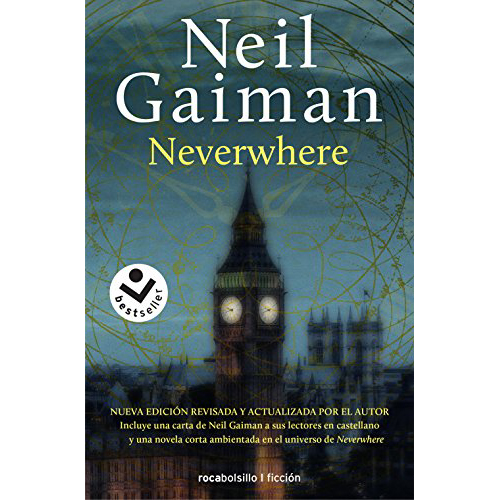 Neil
Gaiman
Neverwhere
bestseller
NUEVA EDICIÓN REVISADA Y ACTUALIZADA POR EL AUTOR
Incluye una carta de Neil Gaiman a sus lectores en castellano
y una novela corta ambientada en el universo de Neverwhere
rocabolsillo | ficción